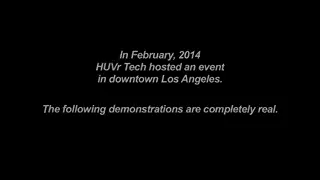 In February, 2014
HUVr Tech hosted an event
in downtown Los Angeles.
The following demonstrations are completely real.